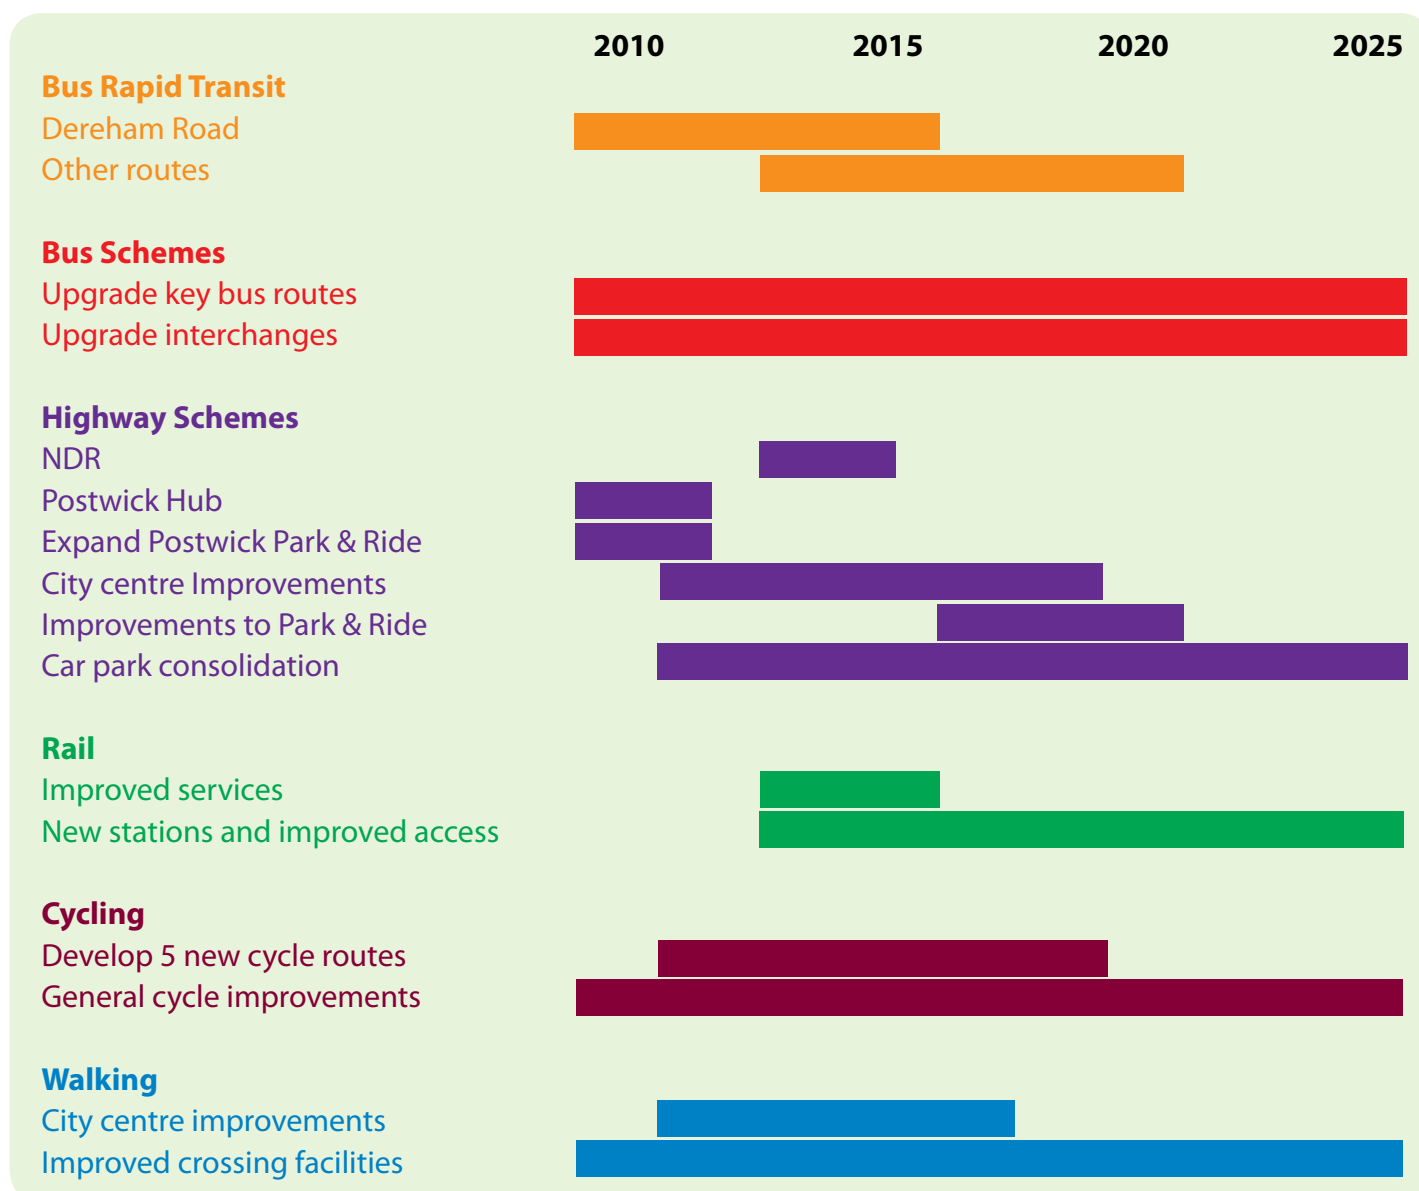 2010 2015 2020 2025
Bus Rapid Transit
Dereham Road
Other routes
Bus Schemes
Upgrade key bus routes
Upgrade interchanges
Highway Schemes
NDR
Postwick Hub
Expand Postwick Park & Ride
City centre Improvements
Improvements to Park & Ride
Car park consolidation
Rail
Improved services
New stations and improved access
Cycling
Develop 5 new cycle routes
General cycle improvements
Walking
City centre improvements
Improved crossing facilities